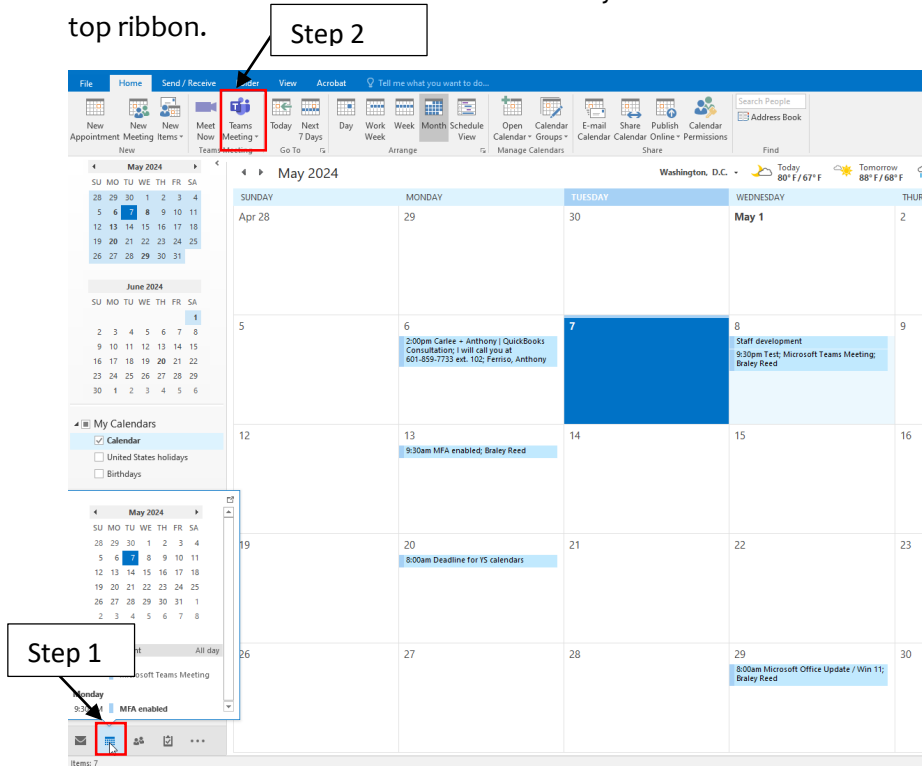 top ribbon.
Step 2
File Home Send / Receive View Acrobat Tell me what you want to do...
New Appointment
New Meeting
New Items
Meet Now
Teams Meeting
Today
Next 7 Days
Day
Work Week
Week
Month
Schedule View
Open Calendar
Calendar Groups
E-mail Calendar
Share Calendar
Publish Online
Calendar Permissions
Search People
Address Book
New Teams Meeting Go To Arrange Manage Calendars Share Find
May 2024
SU MO TU WE TH FR SA
28 29 30 1 2 3 4
5 6 7 8 9 10 11
12 13 14 15 16 17 18
19 20 21 22 23 24 25
26 27 28 29 30 31
June 2024
SU MO TU WE TH FR SA
1
2 3 4 5 6 7 8
9 10 11 12 13 14 15
16 17 18 19 20 21 22
23 24 25 26 27 28 29
30 1 2 3 4 5 6
My Calendars
Calendar
United States holidays
Birthdays
May 2024
SU MO TU WE TH FR SA
28 29 30 1 2 3 4
5 6 7 8 9 10 11
12 13 14 15 16 17 18
19 20 21 22 23 24 25
26 27 28 29 30 31 1
2 3 4 5 6 7 8
All day
Microsoft Teams Meeting
Monday
MFA enabled
Step 1
Items: 7
May 2024
Washington, D.C.
Today
80° F / 67° F
Tomorrow
88° F / 68° F
SUNDAY MONDAY TUESDAY WEDNESDAY THUR
Apr 28 29 30 May 1 2
5 6 7 8 9
2:00pm Carlee + Anthony | QuickBooks
Consultation; I will call you at
601-859-7733 ext. 102; Ferriso, Anthony
Staff development
9:30pm Test; Microsoft Teams Meeting;
Braley Reed
12 13 14 15 16
9:30am MFA enabled; Braley Reed
19 20 21 22 23
8:00am Deadline for YS calendars
26 27 28 29 30
8:00am Microsoft Office Update / Win 11;
Braley Reed